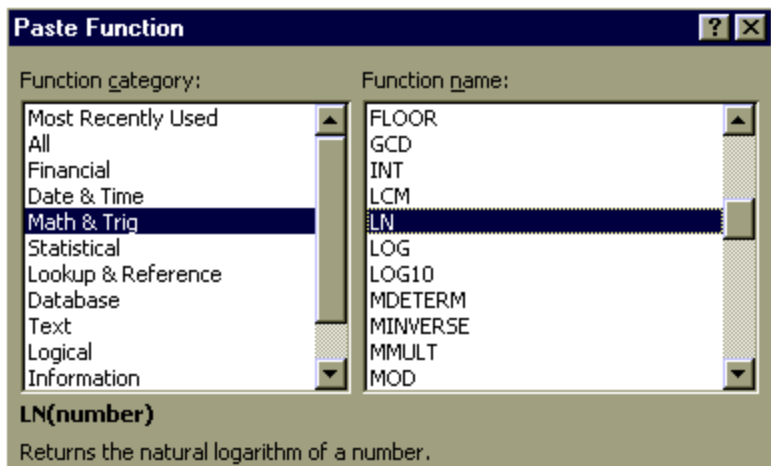 Paste Function
Function category:
Most Recently Used
All
Financial
Date & Time
Math & Trig
Statistical
Lookup & Reference
Database
Text
Logical
Information
Function name:
FLOOR
GCD
INT
LCM
LN
LOG
LOG10
MDETERM
MINVERSE
MMULT
MOD
LN(number)
Returns the natural logarithm of a number.